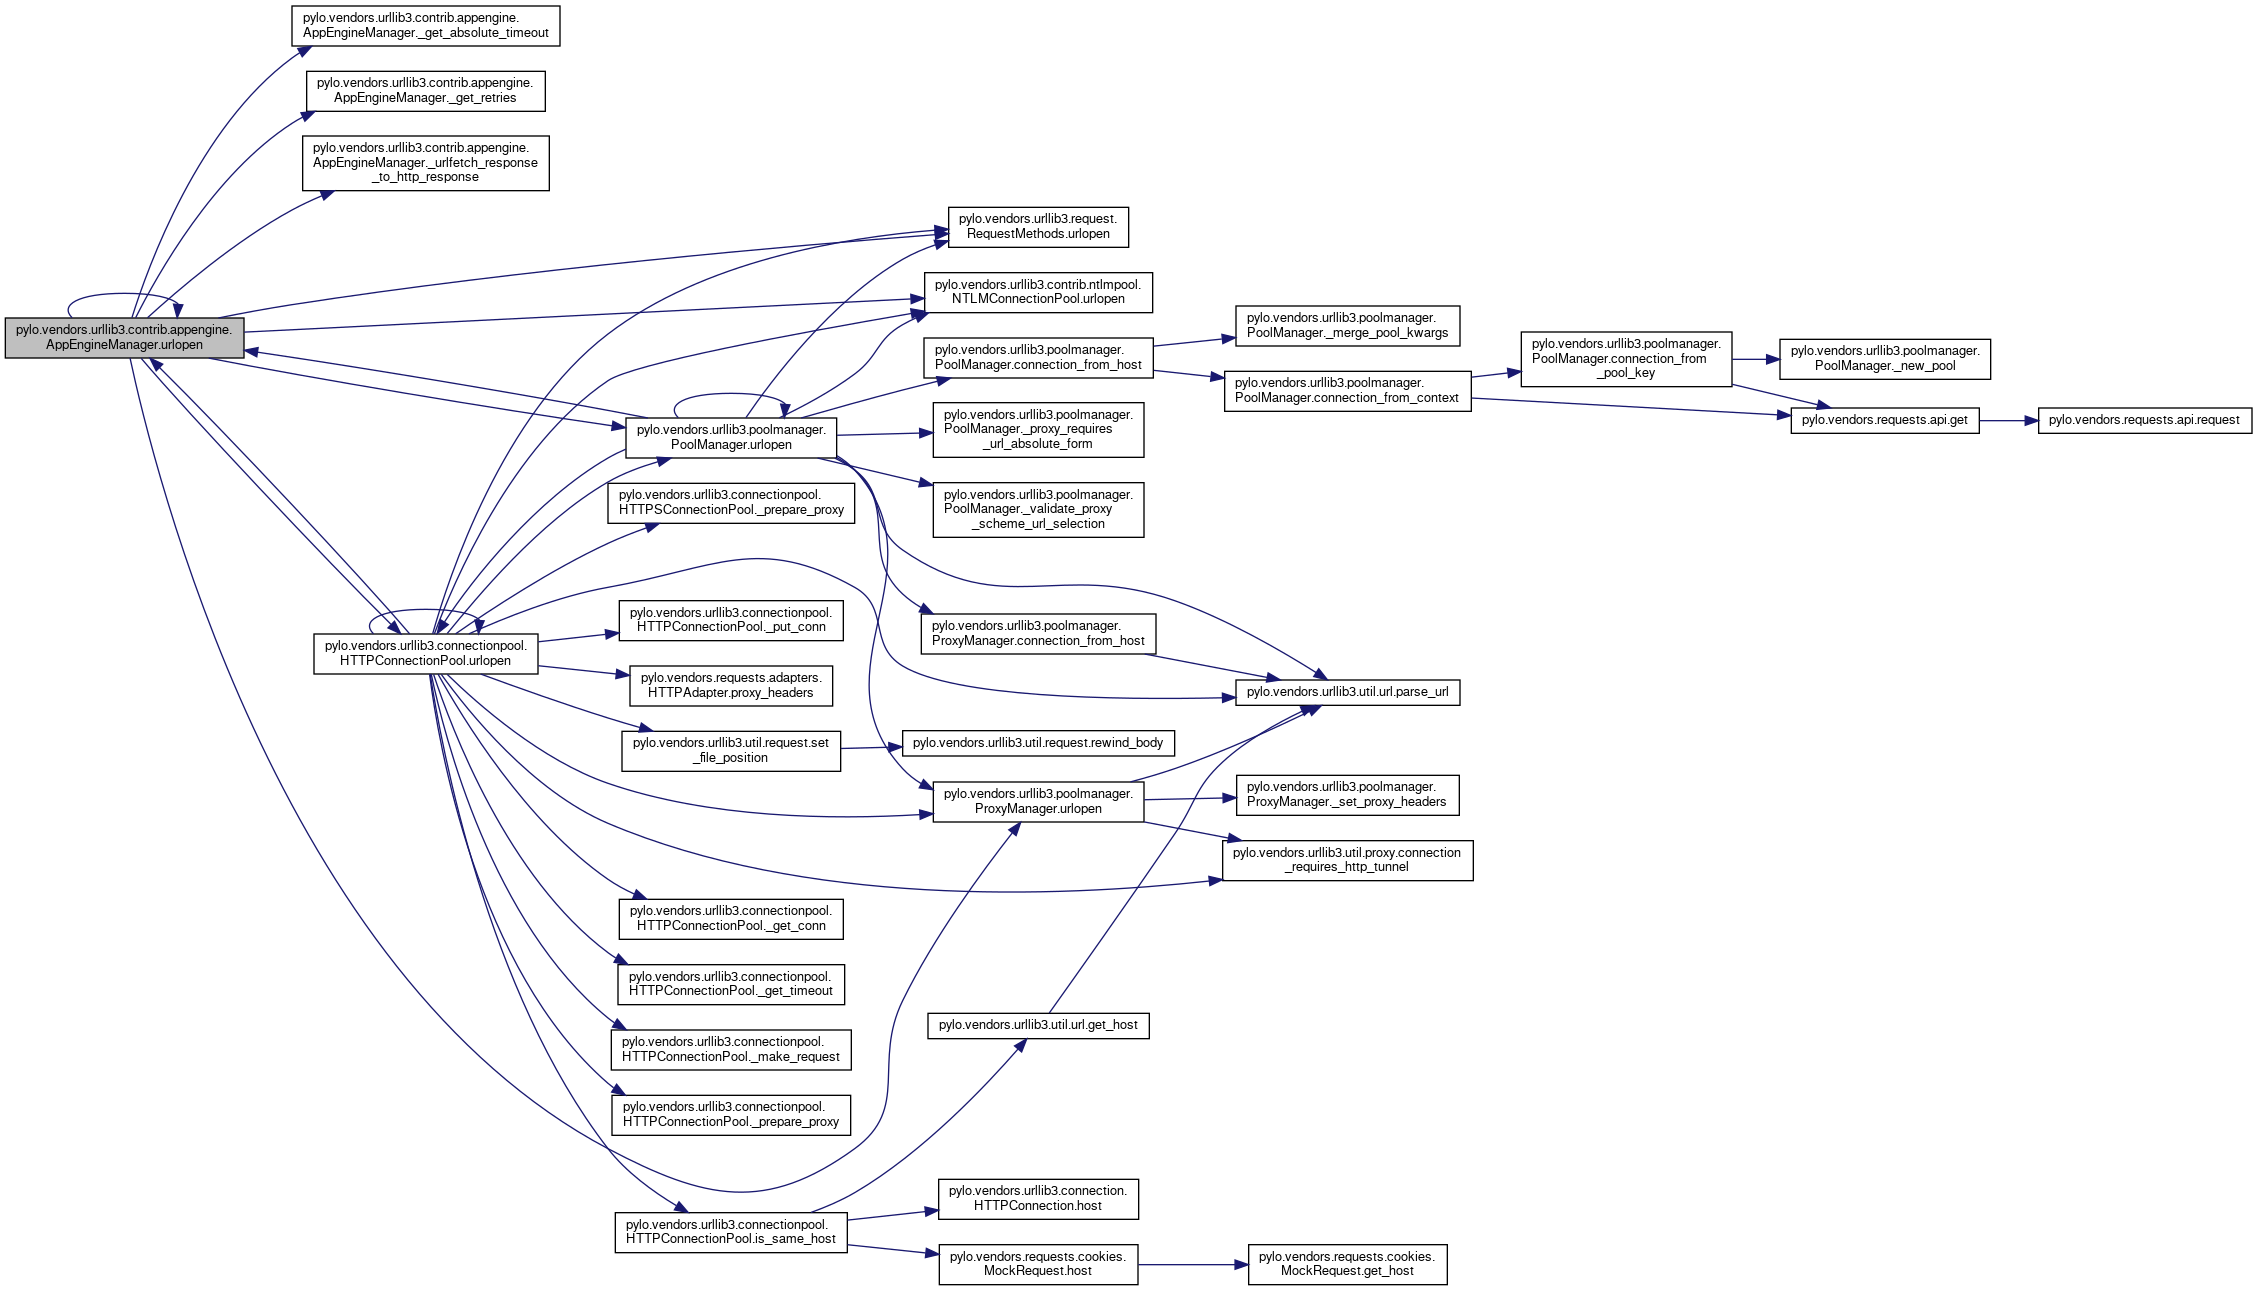 pylo.vendors.urllib3.contrib.appengine.
AppEngineManager._get_absolute_timeout
pylo.vendors.urllib3.contrib.appengine.
AppEngineManager._get_retries
pylo.vendors.urllib3.contrib.appengine.
AppEngineManager._urlfetch_response
_to_http_response
pylo.vendors.urllib3.contrib.appengine.
AppEngineManager.urlopen
pylo.vendors.urllib3.request.
RequestMethods.urlopen
pylo.vendors.urllib3.contrib.ntlmpool.
NTLMConnectionPool.urlopen
pylo.vendors.urllib3.poolmanager.
PoolManager.connection_from_host
pylo.vendors.urllib3.poolmanager.
PoolManager._merge_pool_kwargs
pylo.vendors.urllib3.poolmanager.
PoolManager.connection_from_context
pylo.vendors.urllib3.poolmanager.
PoolManager.connection_from
_pool_key
pylo.vendors.urllib3.poolmanager.
PoolManager._new_pool
pylo.vendors.requests.api.get
pylo.vendors.requests.api.request
pylo.vendors.urllib3.poolmanager.
PoolManager.urlopen
pylo.vendors.urllib3.poolmanager.
PoolManager._proxy_requires
_url_absolute_form
pylo.vendors.urllib3.poolmanager.
PoolManager._validate_proxy
_scheme_url_selection
pylo.vendors.urllib3.connectionpool.
HTTPSConnectionPool._prepare_proxy
pylo.vendors.urllib3.connectionpool.
HTTPConnectionPool._put_conn
pylo.vendors.urllib3.poolmanager.
ProxyManager.connection_from_host
pylo.vendors.urllib3.connectionpool.
HTTPConnectionPool.urlopen
pylo.vendors.requests.adapters.
HTTPAdapter.proxy_headers
pylo.vendors.urllib3.util.url.parse_url
pylo.vendors.urllib3.util.request.set
_file_position
pylo.vendors.urllib3.util.request.rewind_body
pylo.vendors.urllib3.poolmanager.
ProxyManager.urlopen
pylo.vendors.urllib3.poolmanager.
ProxyManager._set_proxy_headers
pylo.vendors.urllib3.util.proxy.connection
_requires_http_tunnel
pylo.vendors.urllib3.connectionpool.
HTTPConnectionPool._get_conn
pylo.vendors.urllib3.connectionpool.
HTTPConnectionPool._get_timeout
pylo.vendors.urllib3.connectionpool.
HTTPConnectionPool._make_request
pylo.vendors.urllib3.util.url.get_host
pylo.vendors.urllib3.connectionpool.
HTTPConnectionPool._prepare_proxy
pylo.vendors.urllib3.connection.
HTTPConnection.host
pylo.vendors.urllib3.connectionpool.
HTTPConnectionPool.is_same_host
pylo.vendors.requests.cookies.
MockRequest.host
pylo.vendors.requests.cookies.
MockRequest.get_host